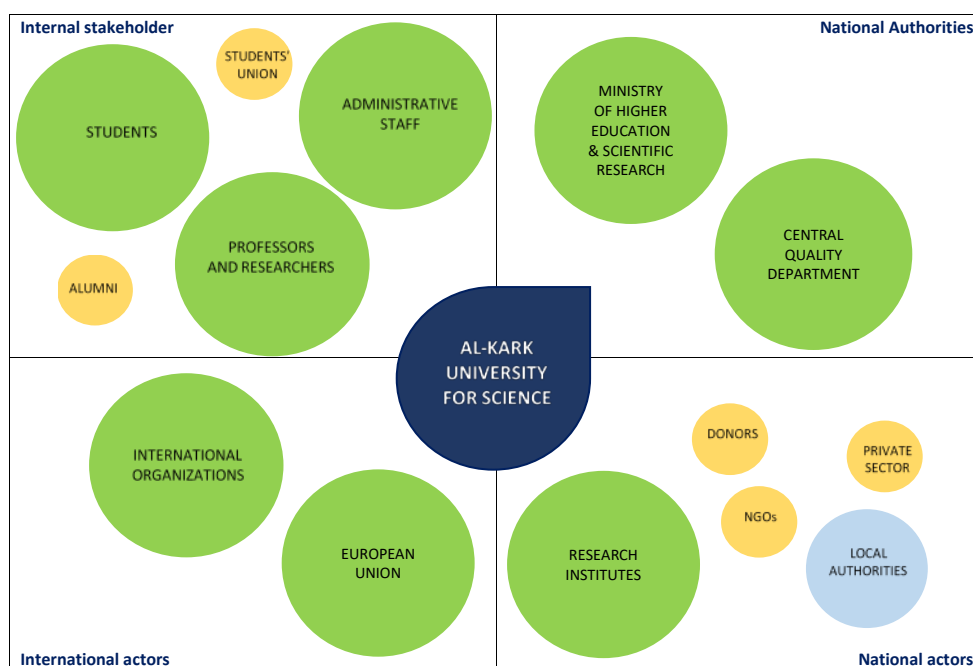 Internal stakeholder
STUDENTS'
UNION
STUDENTS
ADMINISTRATIVE
STAFF
PROFESSORS
AND RESEARCHERS
ALUMNI
National Authorities
MINISTRY
OF HIGHER
EDUCATION
& SCIENTIFIC
RESEARCH
CENTRAL
QUALITY
DEPARTMENT
AL-KARK
UNIVERSITY
FOR SCIENCE
INTERNATIONAL
ORGANIZATIONS
EUROPEAN
UNION
International actors
DONORS
PRIVATE
SECTOR
NGOs
RESEARCH
INSTITUTES
LOCAL
AUTHORITIES
National actors